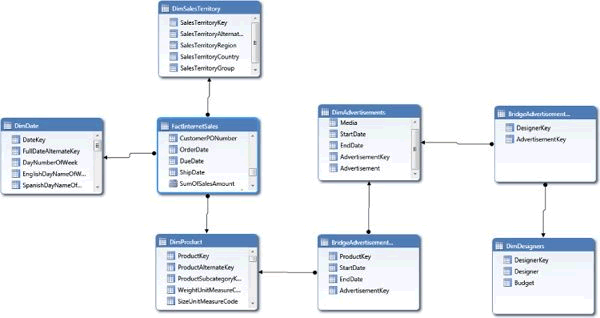 DimSalesTerritory
SalesTerritoryKey
SalesTerritoryAlternat...
SalesTerritoryRegion
SalesTerritoryCountry
SalesTerritoryGroup
DimDate
DateKey
FullDateAlternateKey
DayNumberOfWeek
EnglishDayNameOfW...
SpanishDayNameOf...
FactInternetSales
CustomerPONumber
OrderDate
DueDate
ShipDate
SumOfSalesAmount
DimAdvertisements
Media
StartDate
EndDate
AdvertisementKey
Advertisement
BridgeAdvertisement...
DesignerKey
AdvertisementKey
DimProduct
ProductKey
ProductAlternateKey
ProductSubcategoryK...
WeightUnitMeasureC...
SizeUnitMeasureCode
BridgeAdvertisement...
ProductKey
StartDate
EndDate
AdvertisementKey
DimDesigners
DesignerKey
Designer
Budget